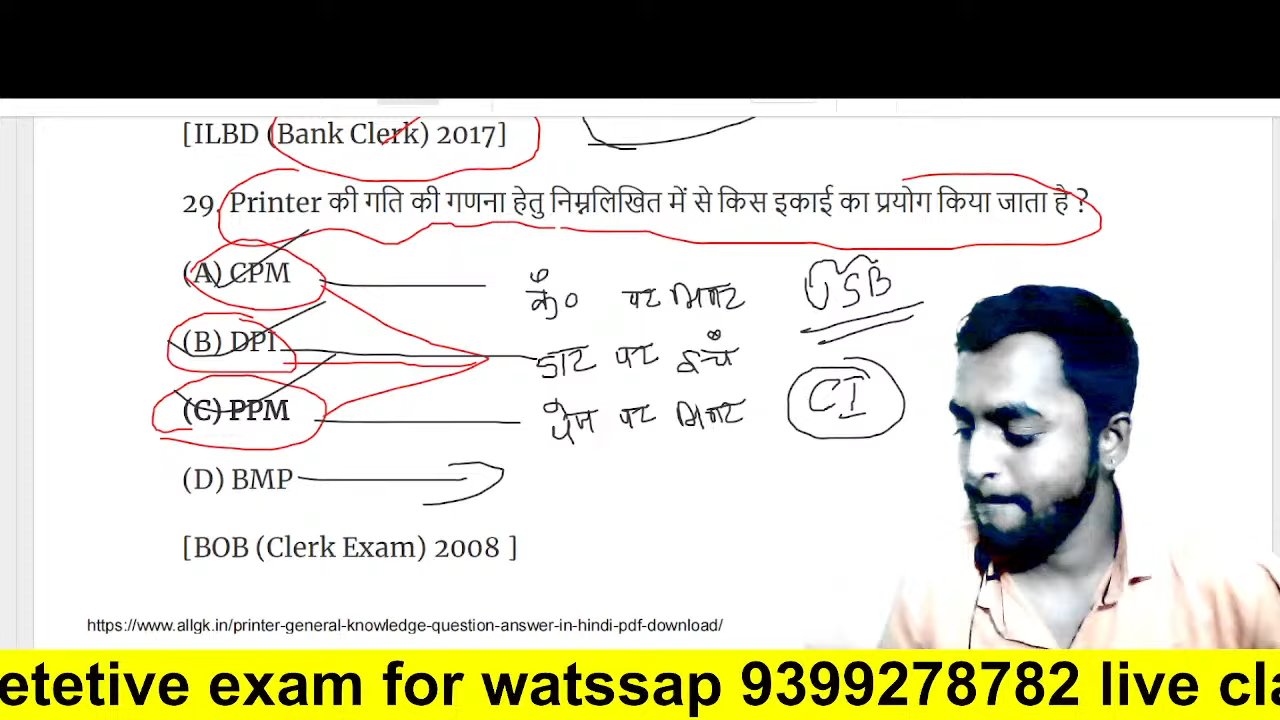 [ILBD (Bank Clerk) 2017]
29. Printer की गति की गणना हेतु निम्नलिखित में से किस इकाई का प्रयोग किया जाता है ?
(A) CPM कै० पर मिनट USB
(B) DPI डाट पर इंच
(C) PPM पेज पर मिनट CI
(D) BMP
[BOB (Clerk Exam) 2008 ]
https://www.allgk.in/printer-general-knowledge-question-answer-in-hindi-pdf-download/
etetive exam for watssap 9399278782 live cla